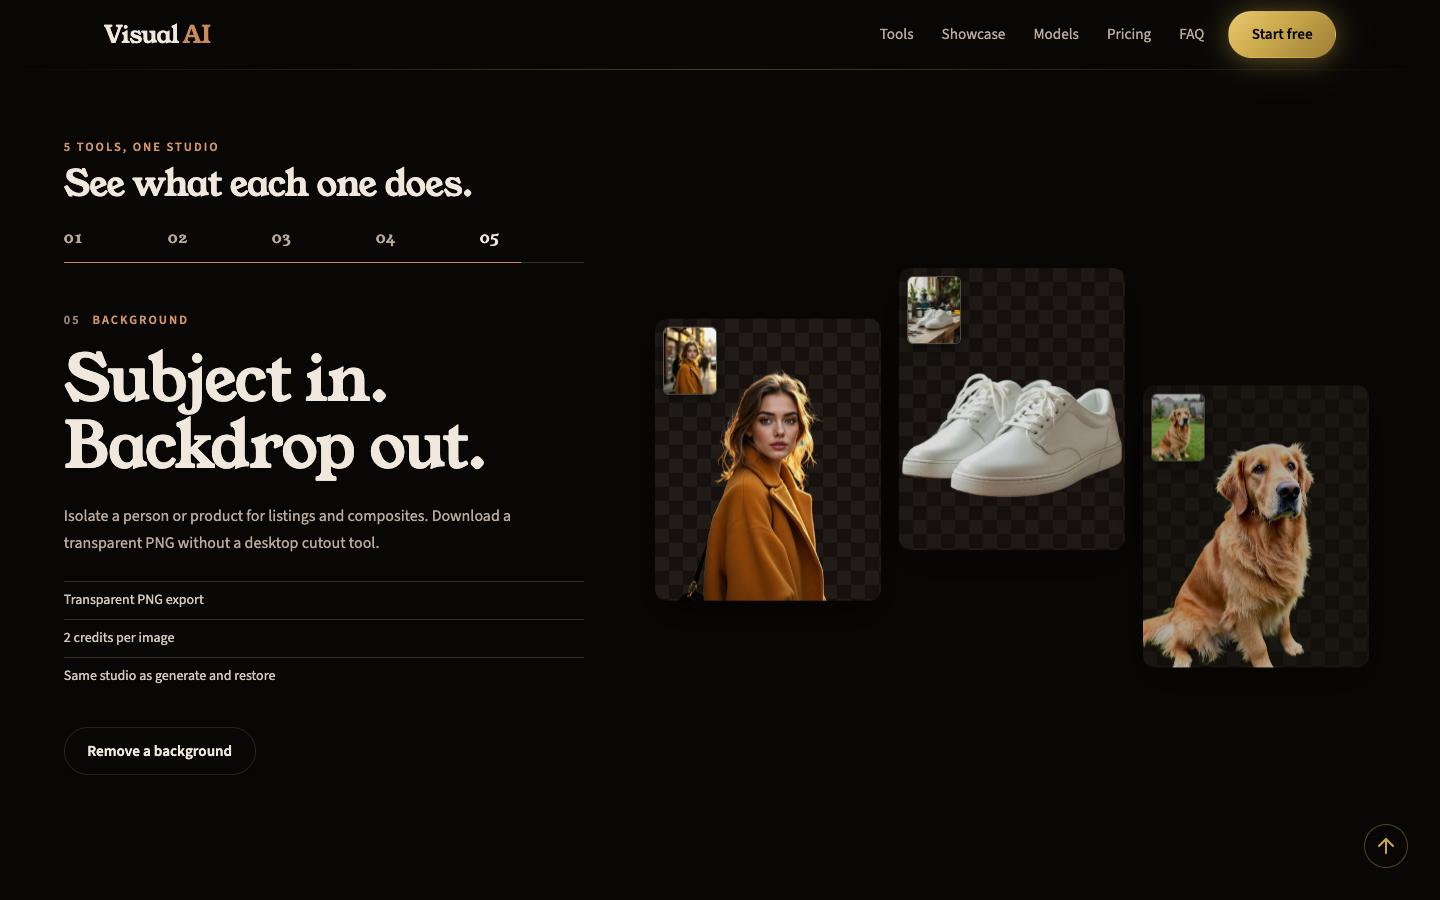 Visual AI
Tools
Showcase
Models
Pricing
FAQ
Start free
5 TOOLS, ONE STUDIO
See what each one does.
01
02
03
04
05
05 BACKGROUND
Subject in.
Backdrop out.
Isolate a person or product for listings and composites. Download a
transparent PNG without a desktop cutout tool.
Transparent PNG export
2 credits per image
Same studio as generate and restore
Remove a background